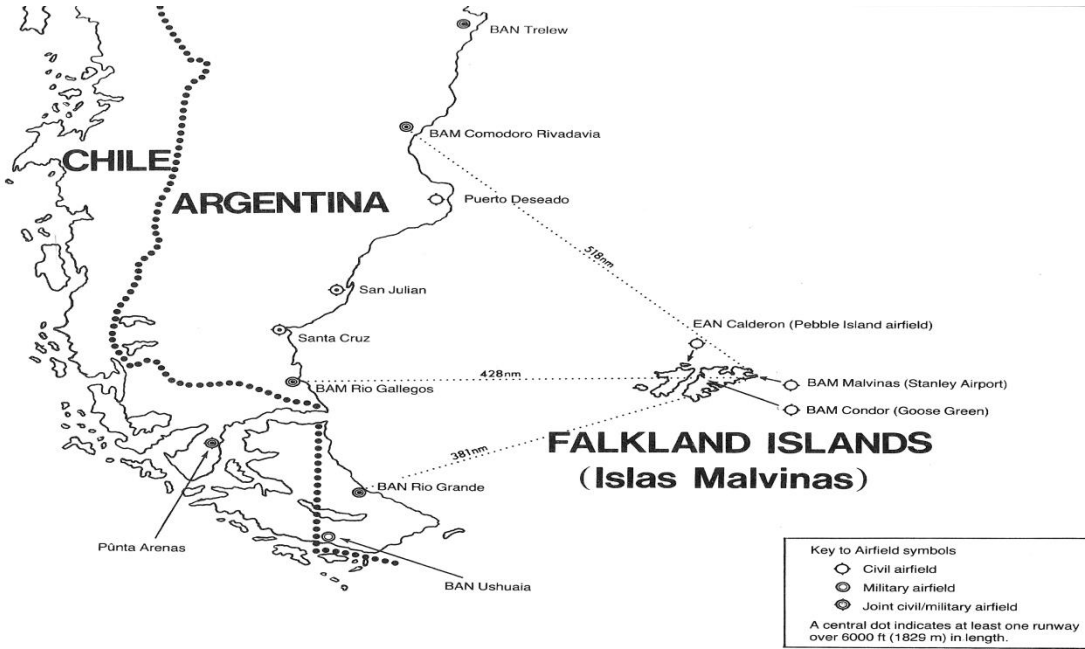 BAN Trelew
BAM Comodoro Rivadavia
CHILE
ARGENTINA
Puerto Deseado
518nm
San Julian
EAN Calderon (Pebble Island airfield)
Santa Cruz
428nm
BAM Rio Gallegos
BAM Malvinas (Stanley Airport)
BAM Condor (Goose Green)
FALKLAND ISLANDS
(Islas Malvinas)
381nm
BAN Rio Grande
Pûnta Arenas
BAN Ushuaia
Key to Airfield symbols
Civil airfield
Military airfield
Joint civil/military airfield
A central dot indicates at least one runway
over 6000 ft (1829 m) in length.